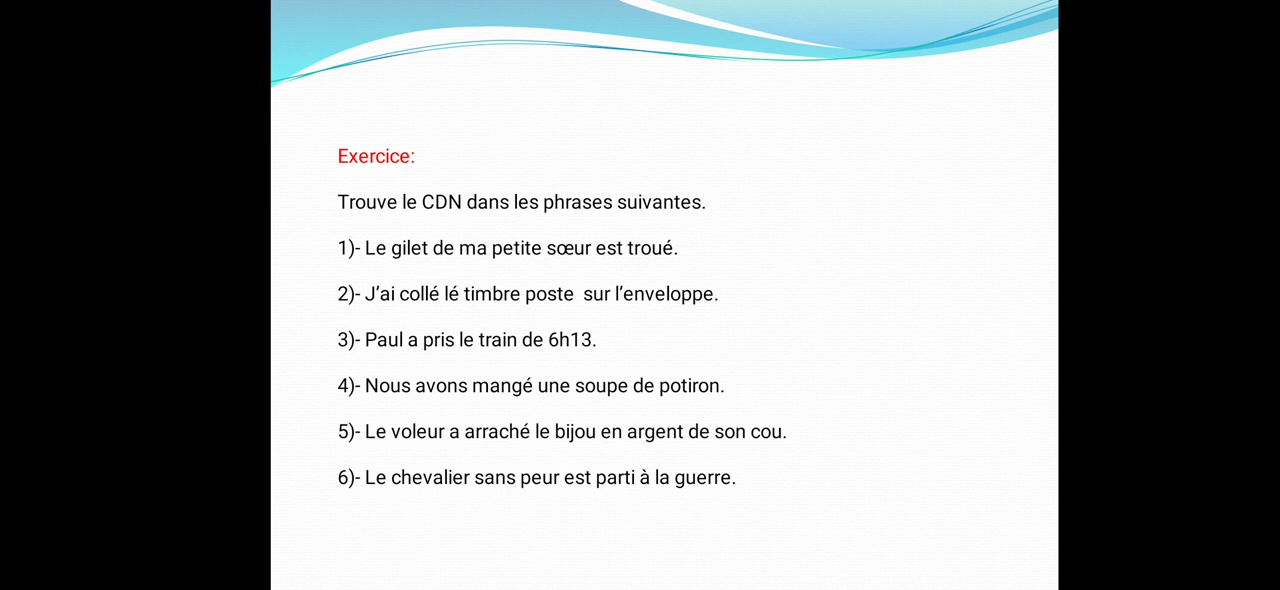 Exercice:
Trouve le CDN dans les phrases suivantes.
1)- Le gilet de ma petite sœur est troué.
2)- J’ai collé lé timbre poste  sur l’enveloppe.
3)- Paul a pris le train de 6h13.
4)- Nous avons mangé une soupe de potiron.
5)- Le voleur a arraché le bijou en argent de son cou.
6)- Le chevalier sans peur est parti à la guerre.